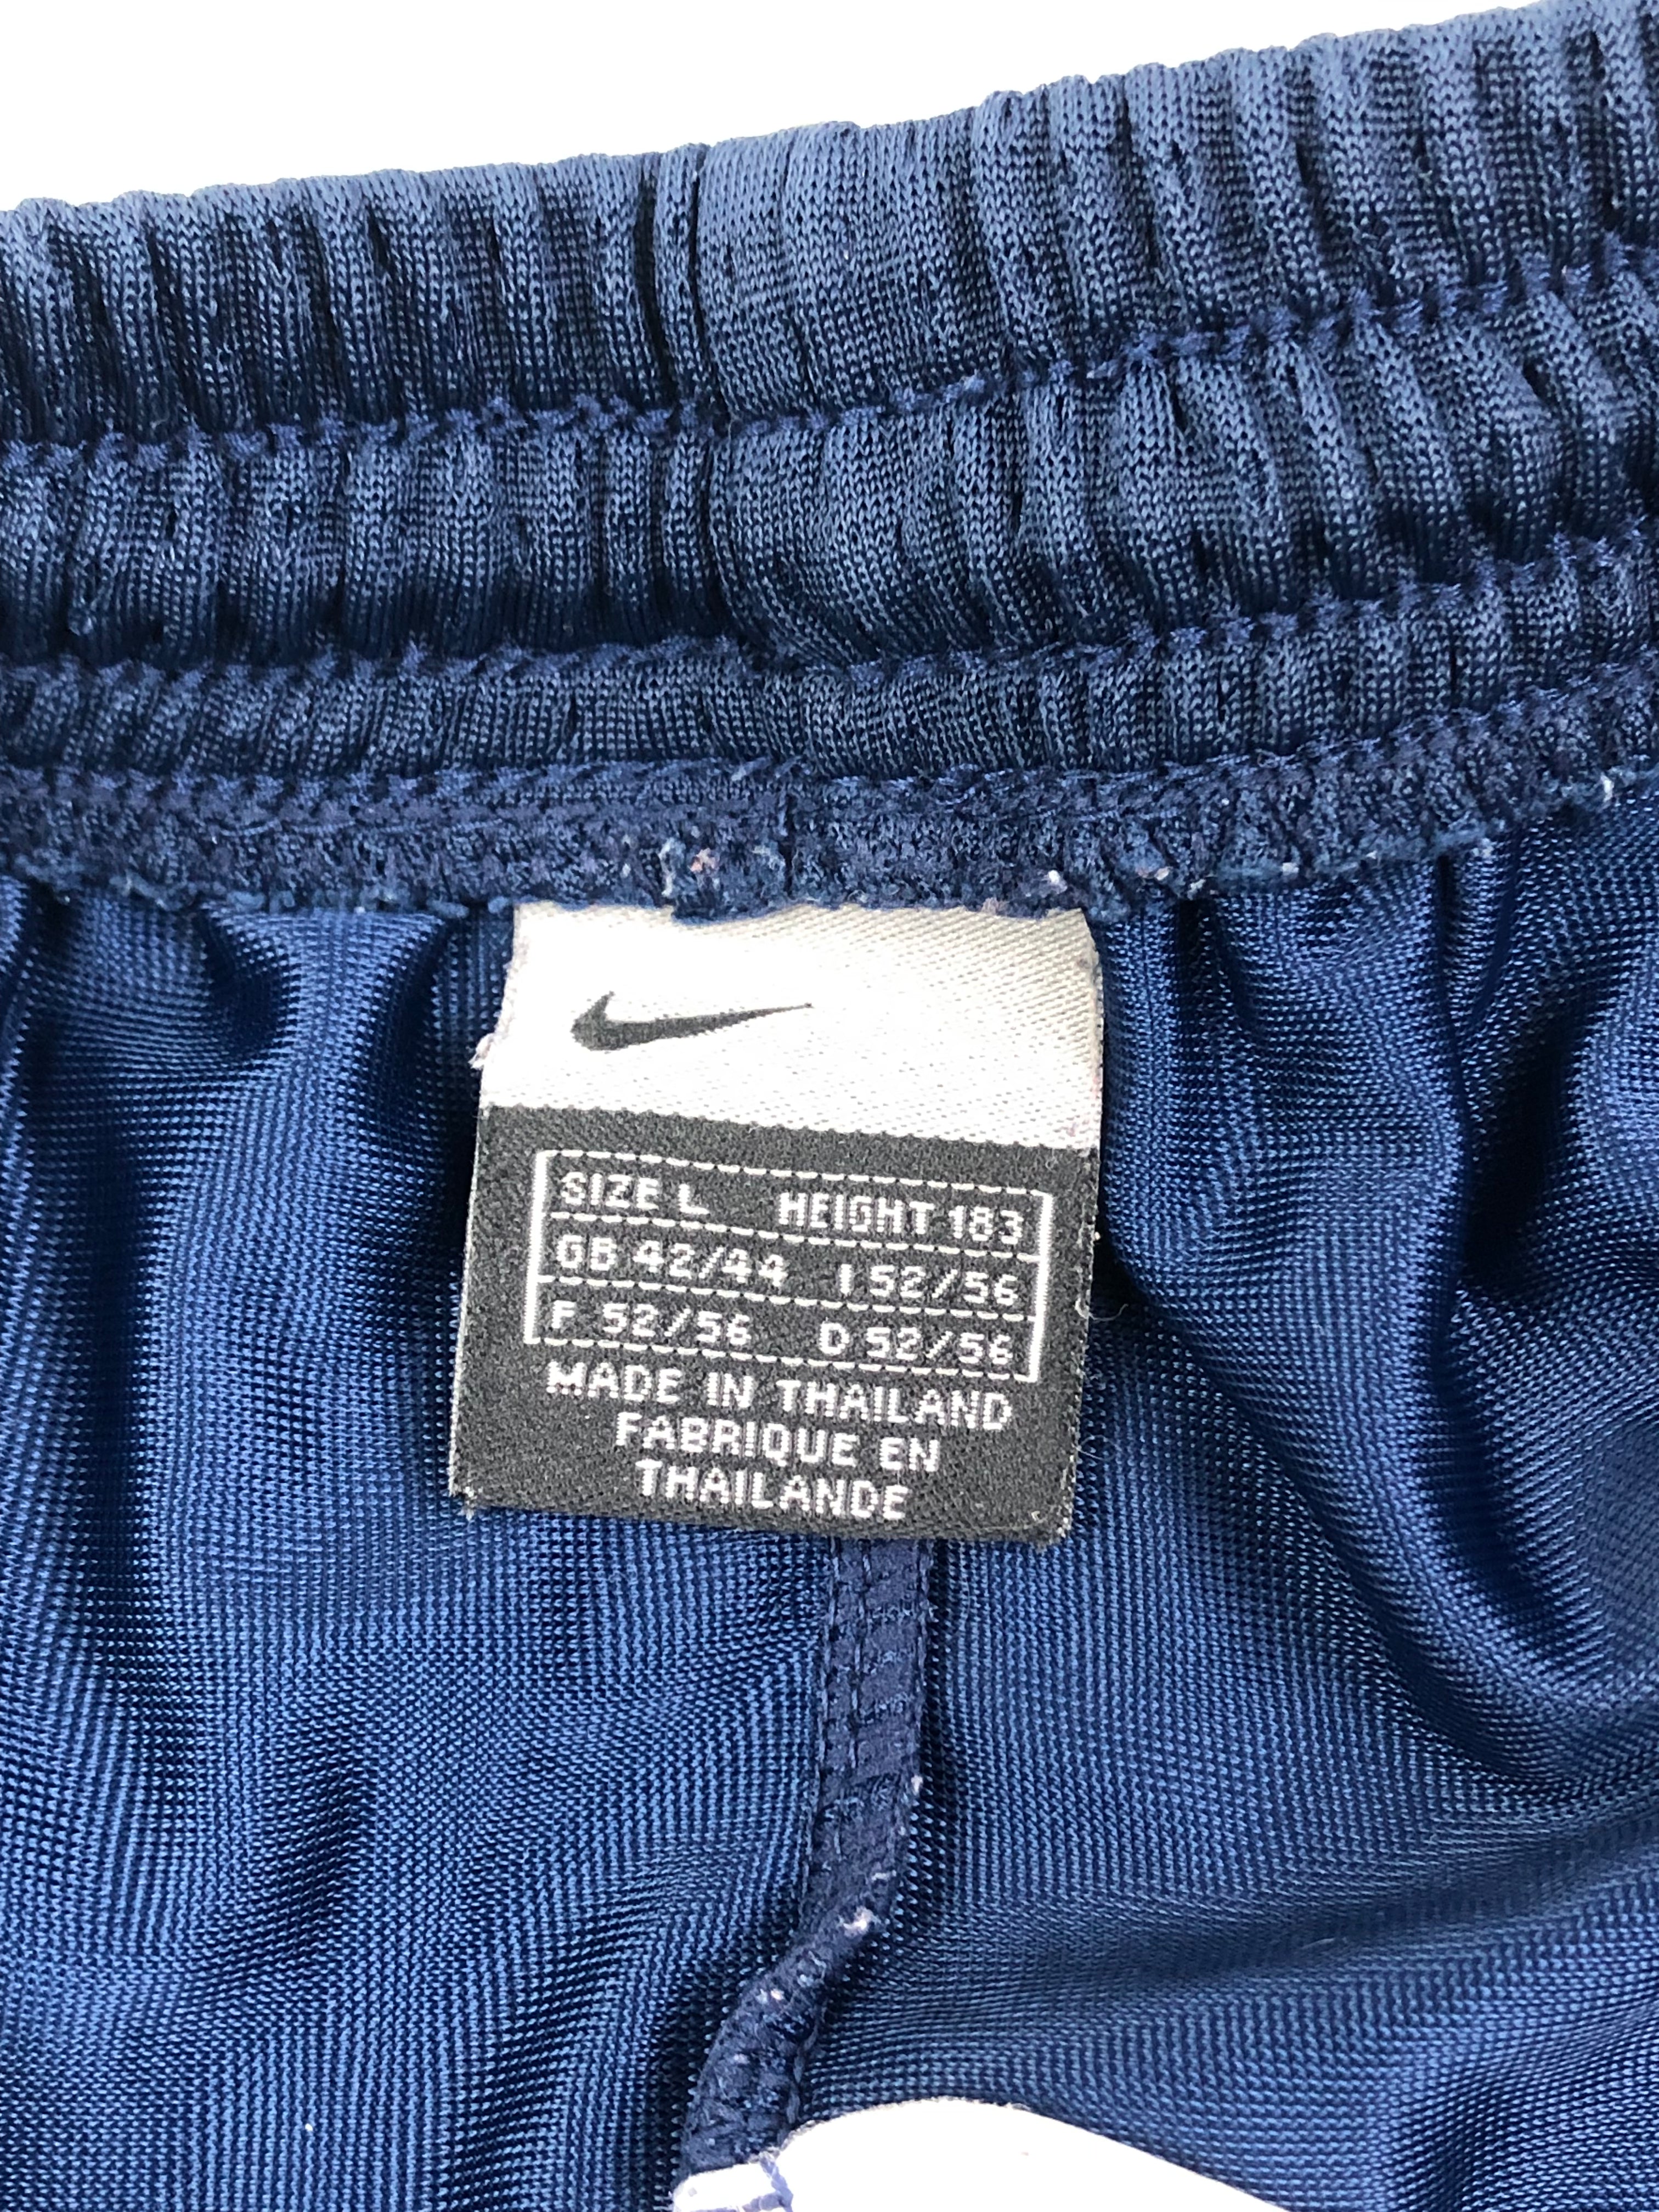 SIZE L HEIGHT 183
GB 42/44 I 52/56
F 52/56 D 52/56
MADE IN THAILAND
FABRIQUE EN
THAILANDE